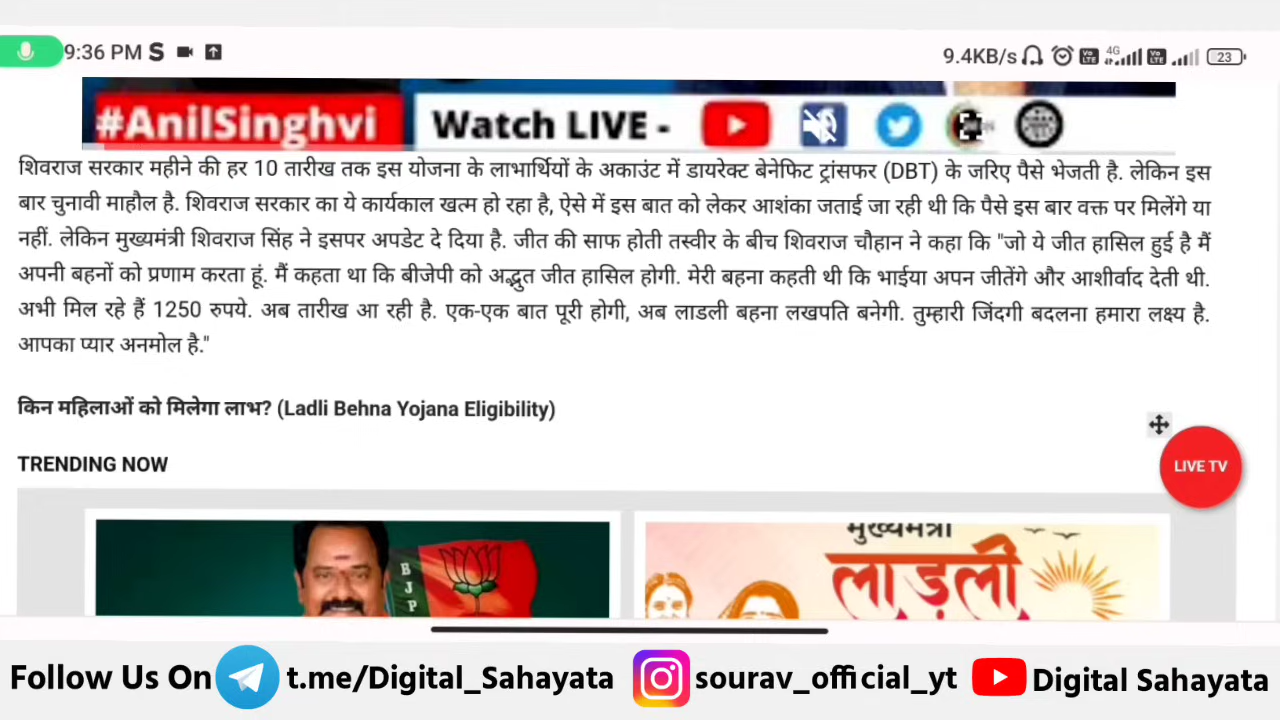 9:36 PM S
9.4KB/s 4G 23
#AnilSinghvi Watch LIVE -
शिवराज सरकार महीने की हर 10 तारीख तक इस योजना के लाभार्थियों के अकाउंट में डायरेक्ट बेनेफिट ट्रांसफर (DBT) के जरिए पैसे भेजती है. लेकिन इस
बार चुनावी माहौल है. शिवराज सरकार का ये कार्यकाल खत्म हो रहा है, ऐसे में इस बात को लेकर आशंका जताई जा रही थी कि पैसे इस बार वक्त पर मिलेंगे या
नहीं. लेकिन मुख्यमंत्री शिवराज सिंह ने इसपर अपडेट दे दिया है. जीत की साफ होती तस्वीर के बीच शिवराज चौहान ने कहा कि "जो ये जीत हासिल हुई है मैं
अपनी बहनों को प्रणाम करता हूं. मैं कहता था कि बीजेपी को अद्भुत जीत हासिल होगी. मेरी बहना कहती थी कि भाईया अपन जीतेंगे और आशीर्वाद देती थी.
अभी मिल रहे हैं 1250 रुपये. अब तारीख आ रही है. एक-एक बात पूरी होगी, अब लाडली बहना लखपति बनेगी. तुम्हारी जिंदगी बदलना हमारा लक्ष्य है.
आपका प्यार अनमोल है."
किन महिलाओं को मिलेगा लाभ? (Ladli Behna Yojana Eligibility)
LIVE TV
TRENDING NOW
BJP
मुख्यमंत्री
लाड़ली
Follow Us On t.me/Digital_Sahayata sourav_official_yt Digital Sahayata